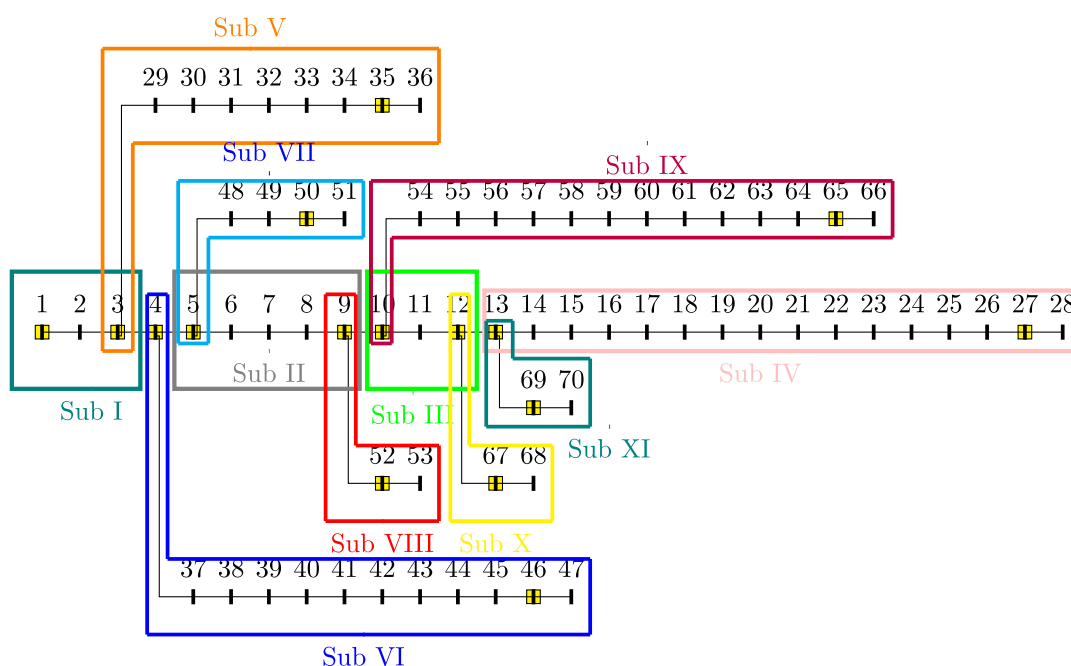 Sub V
29 30 31 32 33 34 35 36
Sub VII
Sub IX
48 49 50 51
54 55 56 57 58 59 60 61 62 63 64 65 66
1 2 3 4 5 6 7 8 9 10 11 12 13 14 15 16 17 18 19 20 21 22 23 24 25 26 27 28
Sub II
Sub IV
69 70
Sub I
Sub III
Sub XI
52 53
67 68
Sub VIII
Sub X
37 38 39 40 41 42 43 44 45 46 47
Sub VI